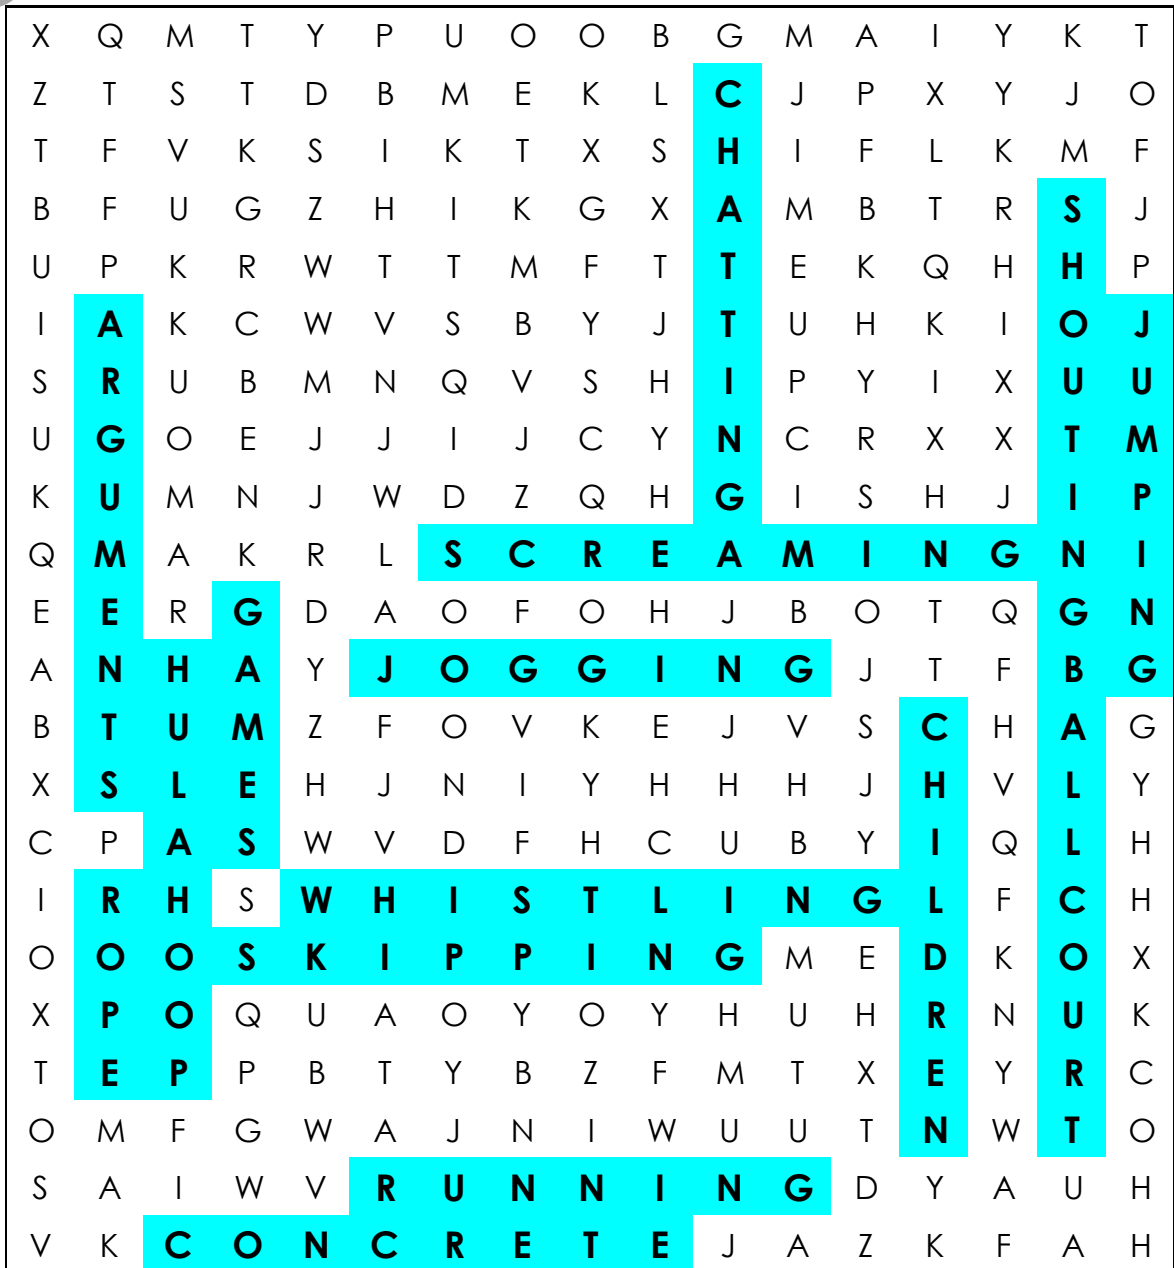 X Q M T Y P U O O B G M A I Y K T
Z T S T D B M E K L C J P X Y J O
T F V K S I K T X S H I F L K M F
B F U G Z H I K G X A M B T R S J
U P K R W T T M F T T E K Q H H P
I A K C W V S B Y J T U H K I O J
S R U B M N Q V S H I P Y I X U U
U G O E J J I J C Y N C R X X T M
K U M N J W D Z Q H G I S H J I P
Q M A K R L S C R E A M I N G N I
E E R G D A O F O H J B O T Q G N
A N H A Y J O G G I N G J T F B G
B T U M Z F O V K E J V S C H A G
X S L E H J N I Y H H H J H V L Y
C P A S W V D F H C U B Y I Q L H
I R H S W H I S T L I N G L F C H
O O O S K I P P I N G M E D K O X
X P O Q U A O Y O Y H U H R N U K
T E P P B T Y B Z F M T X E Y R C
O M F G W A J N I W U U T N W T O
S A I W V R U N N I N G D Y A U H
V K C O N C R E T E J A Z K F A H